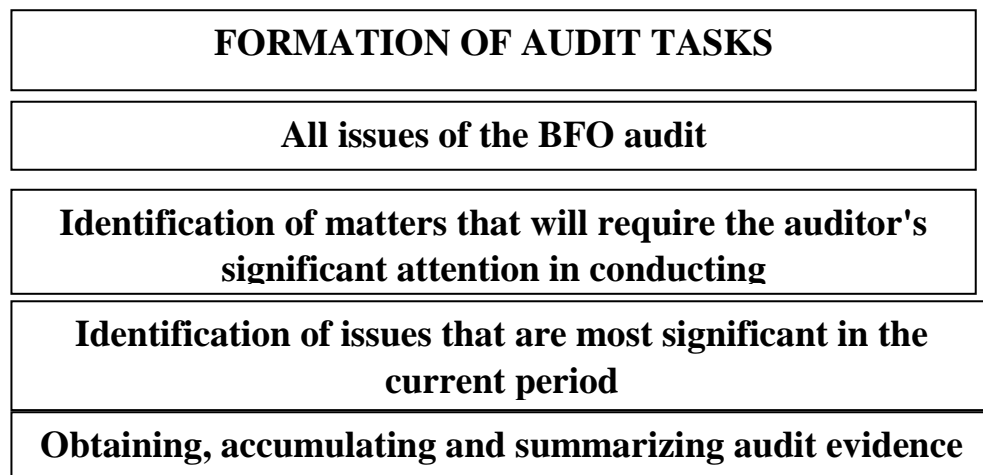 FORMATION OF AUDIT TASKS
All issues of the BFO audit
Identification of matters that will require the auditor's
significant attention in conducting
Identification of issues that are most significant in the
current period
Obtaining, accumulating and summarizing audit evidence